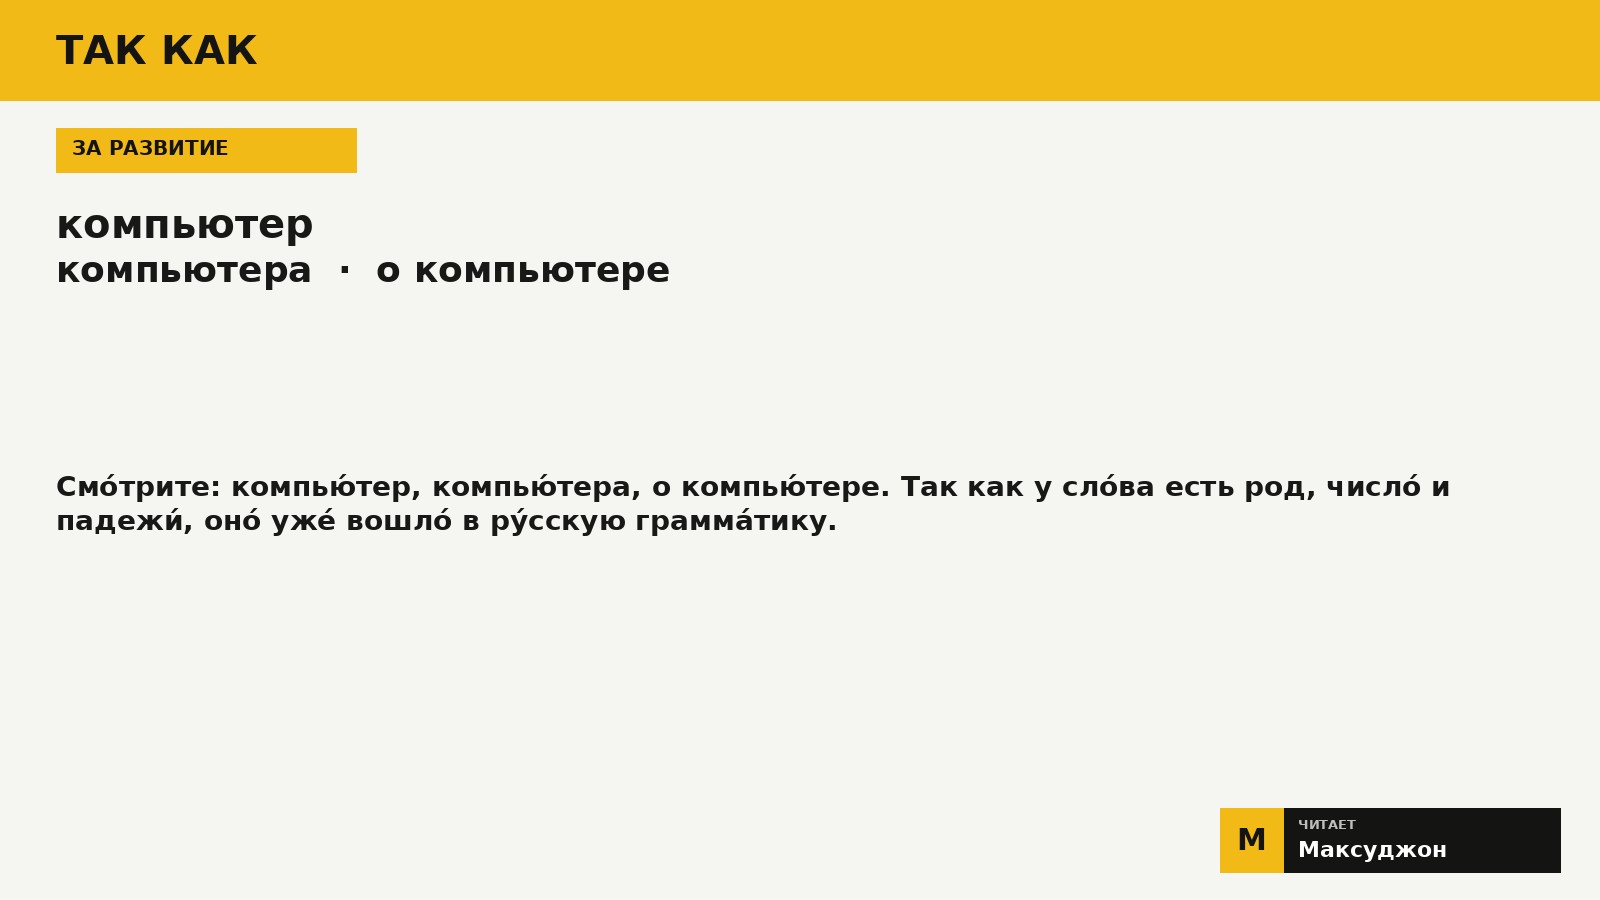 ТАК КАК
ЗА РАЗВИТИЕ
компьютер
компьютера · о компьютере
Смо́трите: компью́тер, компью́тера, о компью́тере. Так как у сло́ва есть род, число́ и
падежи́, оно́ уже́ вошло́ в ру́сскую грамма́тику.
М
ЧИТАЕТ
Максуджон